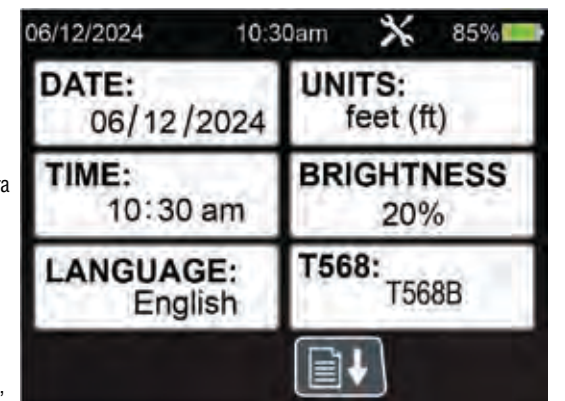 06/12/2024 10:30am 85%
DATE:
06/12/2024
UNITS:
feet (ft)
TIME:
10:30 am
BRIGHTNESS
20%
LANGUAGE:
English
T568:
T568B